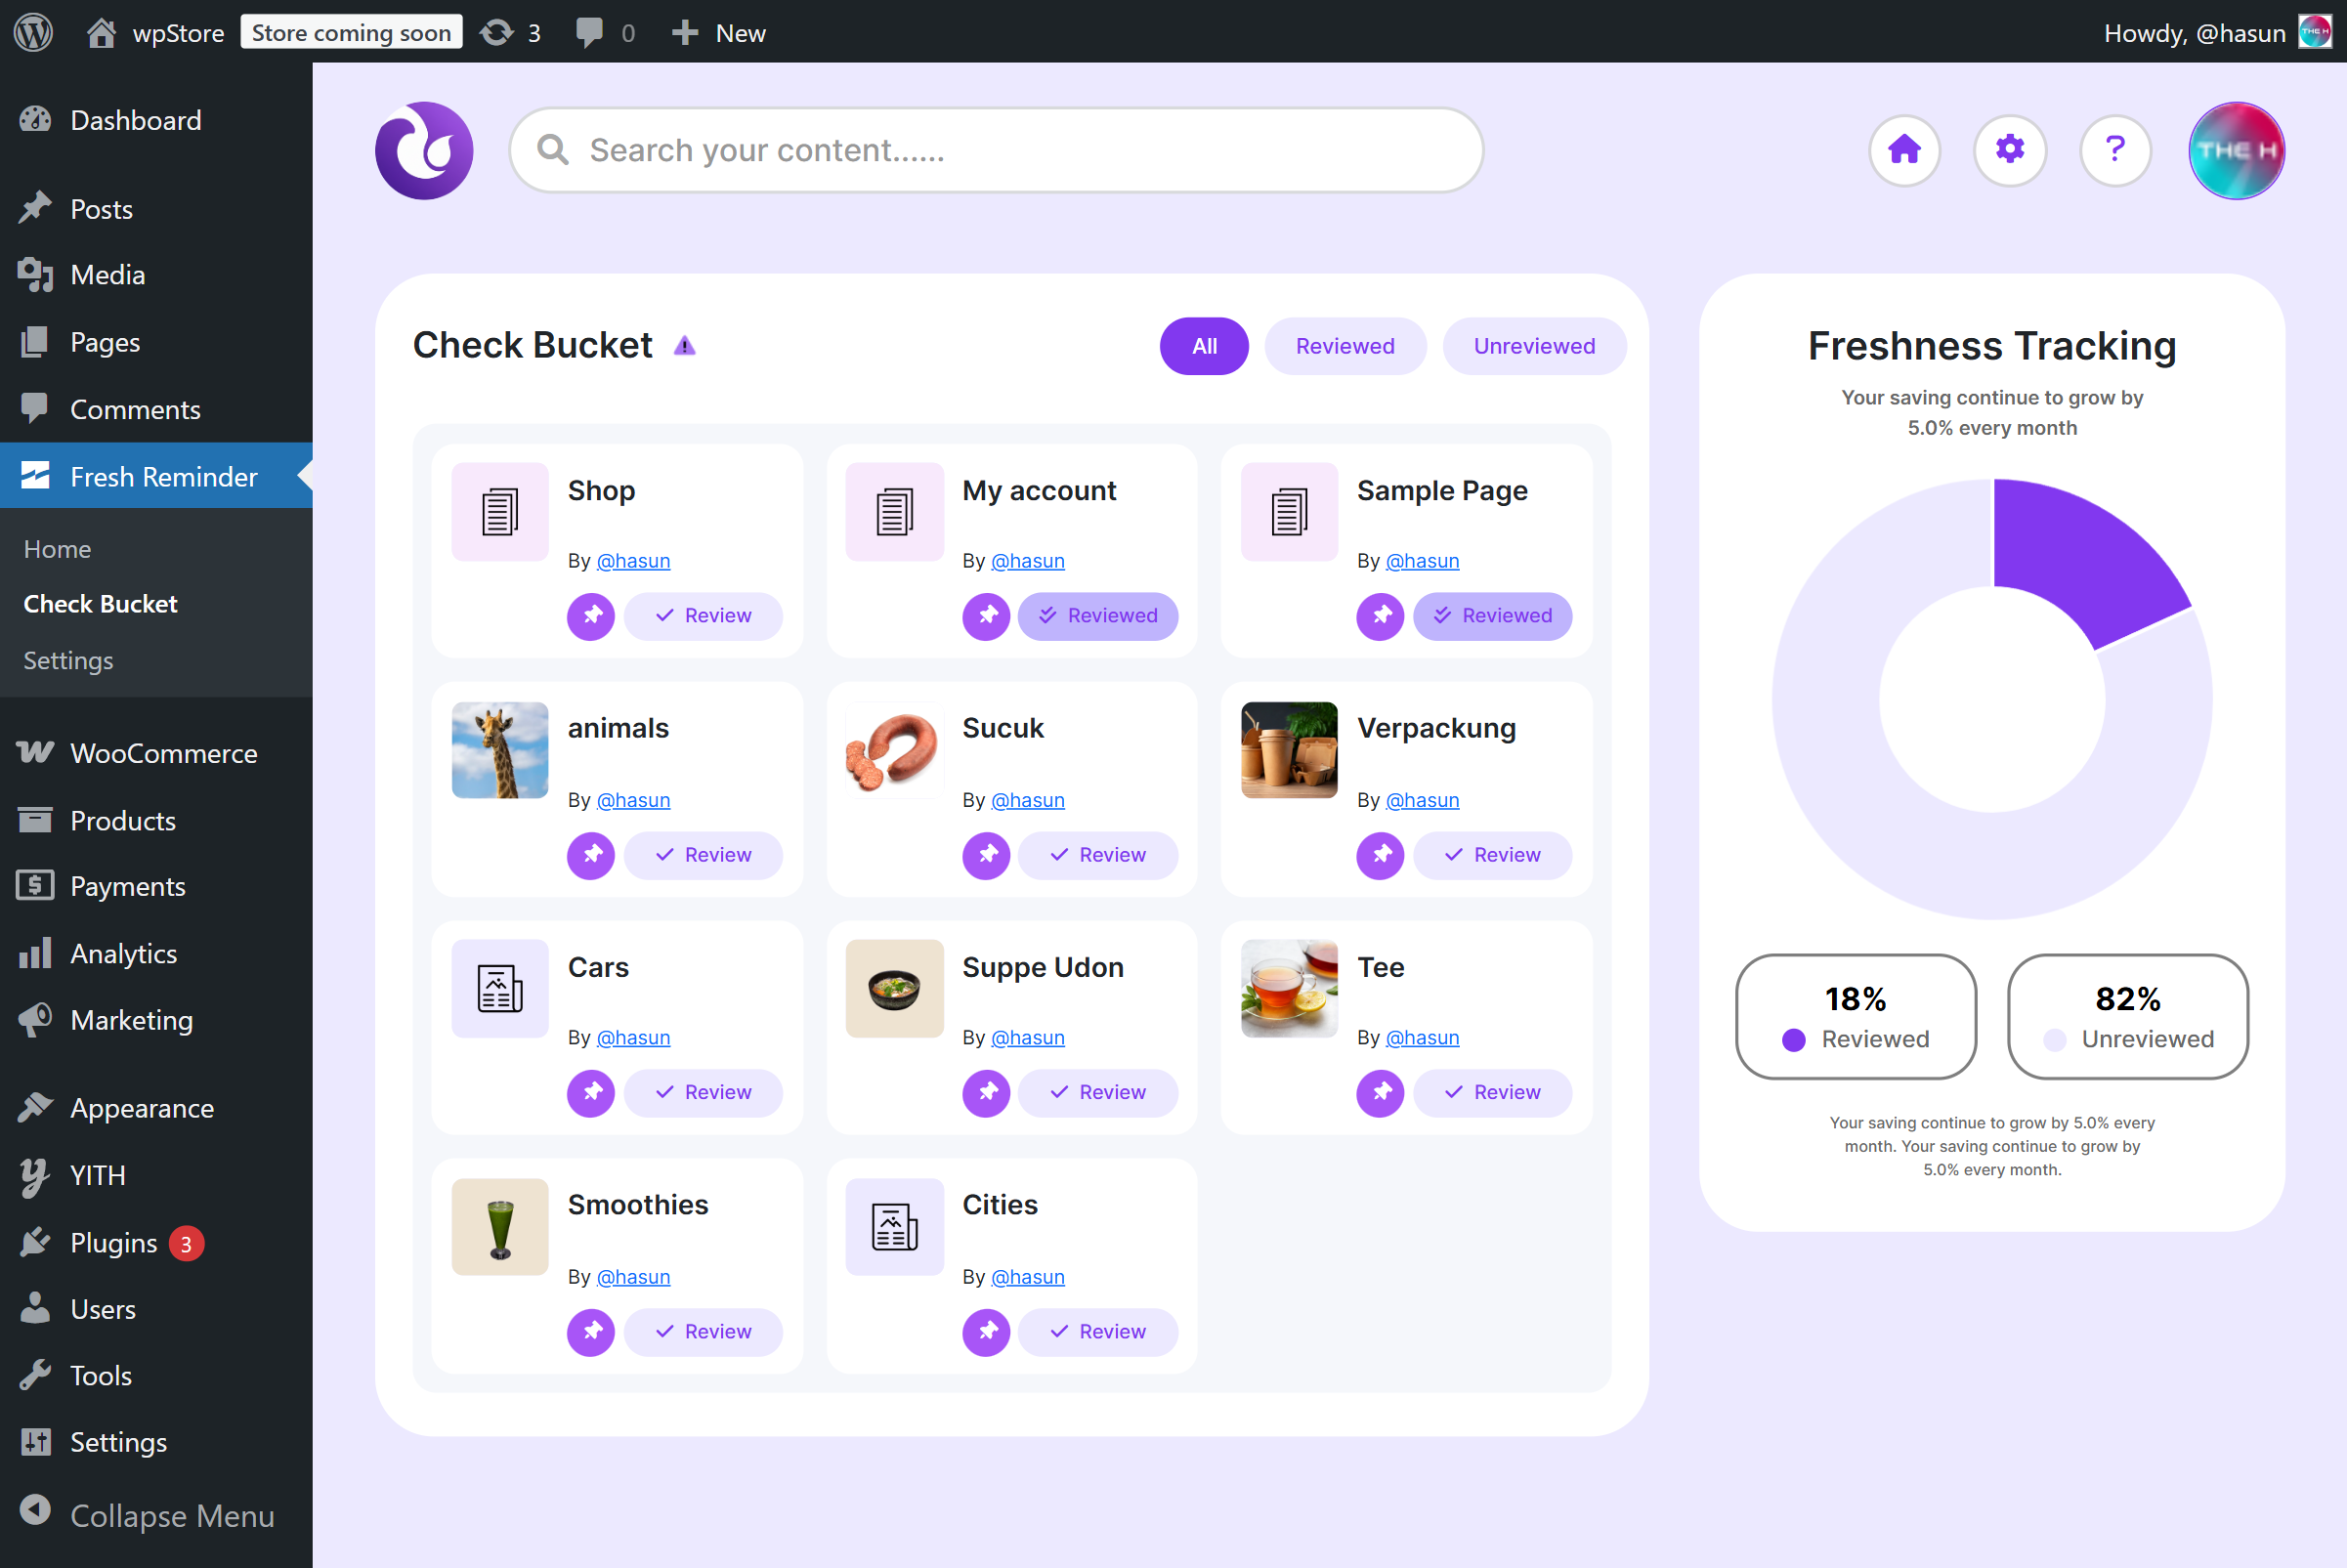 wpStore
Store coming soon
3
0
New
Howdy, @hasun
THE H
Dashboard
Posts
Media
Pages
Comments
Fresh Reminder
Home
Check Bucket
Settings
WooCommerce
Products
Payments
Analytics
Marketing
Appearance
YITH
Plugins 3
Users
Tools
Settings
Collapse Menu
Search your content......
?
THE H
Check Bucket
All
Reviewed
Unreviewed
Shop
By @hasun
Review
My account
By @hasun
Reviewed
Sample Page
By @hasun
Reviewed
animals
By @hasun
Review
Sucuk
By @hasun
Review
Verpackung
By @hasun
Review
Cars
By @hasun
Review
Suppe Udon
By @hasun
Review
Tee
By @hasun
Review
Smoothies
By @hasun
Review
Cities
By @hasun
Review
Freshness Tracking
Your saving continue to grow by
5.0% every month
18%
Reviewed
82%
Unreviewed
Your saving continue to grow by 5.0% every
month. Your saving continue to grow by
5.0% every month.